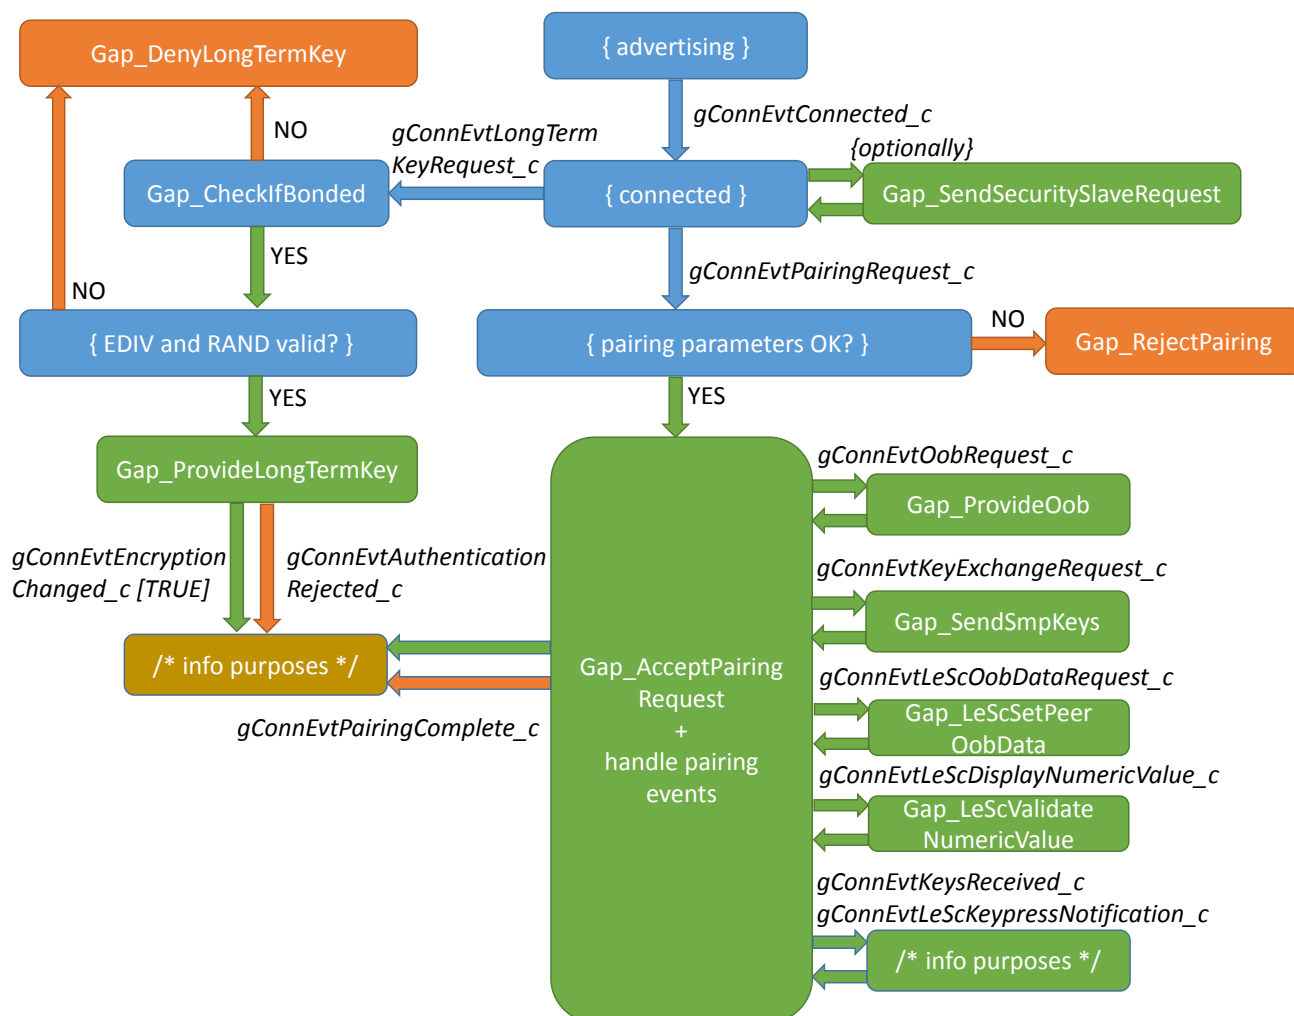 Gap_DenyLongTermKey
{ advertising }
gConnEvtConnected_c
{optionally}
NO
gConnEvtLongTerm
KeyRequest_c
Gap_CheckIfBonded
{ connected }
Gap_SendSecuritySlaveRequest
YES
gConnEvtPairingRequest_c
NO
{ EDIV and RAND valid? }
{ pairing parameters OK? }
NO
Gap_RejectPairing
YES
YES
Gap_ProvideLongTermKey
gConnEvtOobRequest_c
Gap_ProvideOob
gConnEvtEncryption
Changed_c [TRUE]
gConnEvtAuthentication
Rejected_c
gConnEvtKeyExchangeRequest_c
Gap_SendSmpKeys
/* info purposes */
gConnEvtPairingComplete_c
Gap_AcceptPairing
Request
+
handle pairing
events
gConnEvtLeScOobDataRequest_c
Gap_LeScSetPeer
OobData
gConnEvtLeScDisplayNumericValue_c
Gap_LeScValidate
NumericValue
gConnEvtKeysReceived_c
gConnEvtLeScKeypressNotification_c
/* info purposes */